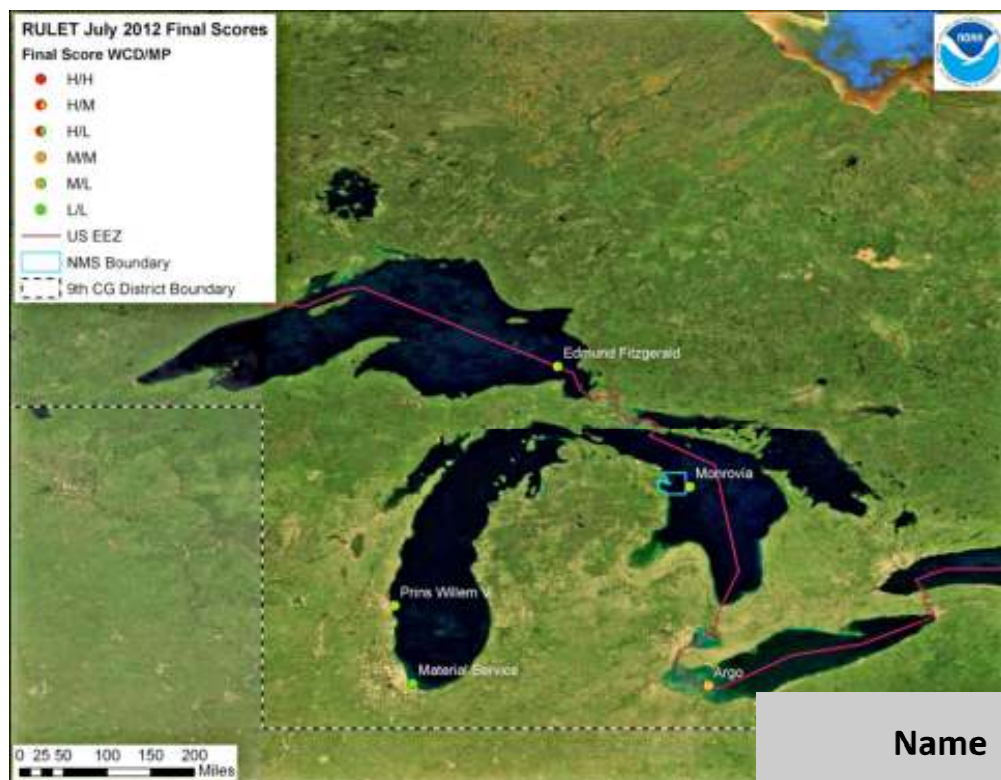 RULET July 2012 Final Scores
Final Score WCD/MP
H/H
H/M
H/L
M/M
M/L
L/L
US EEZ
NMS Boundary
9th CG District Boundary
NOAA
Edmund Fitzgerald
Monrovia
Prins Willem V
Material Service
Argo
0 25 50 100 150 200
Miles
Name